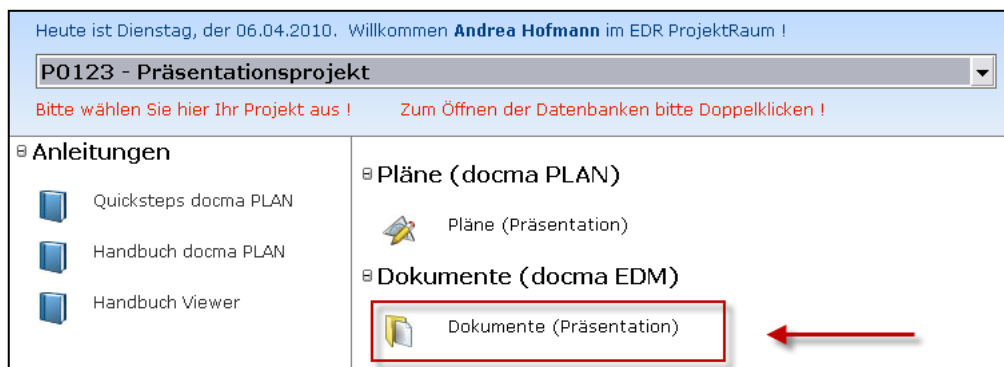 Heute ist Dienstag, der 06.04.2010. Willkommen Andrea Hofmann im EDR ProjektRaum !
P0123 - Präsentationsprojekt
Bitte wählen Sie hier Ihr Projekt aus ! Zum Öffnen der Datenbanken bitte Doppelklicken !
Anleitungen
Quicksteps docma PLAN
Handbuch docma PLAN
Handbuch Viewer
Pläne (docma PLAN)
Pläne (Präsentation)
Dokumente (docma EDM)
Dokumente (Präsentation)